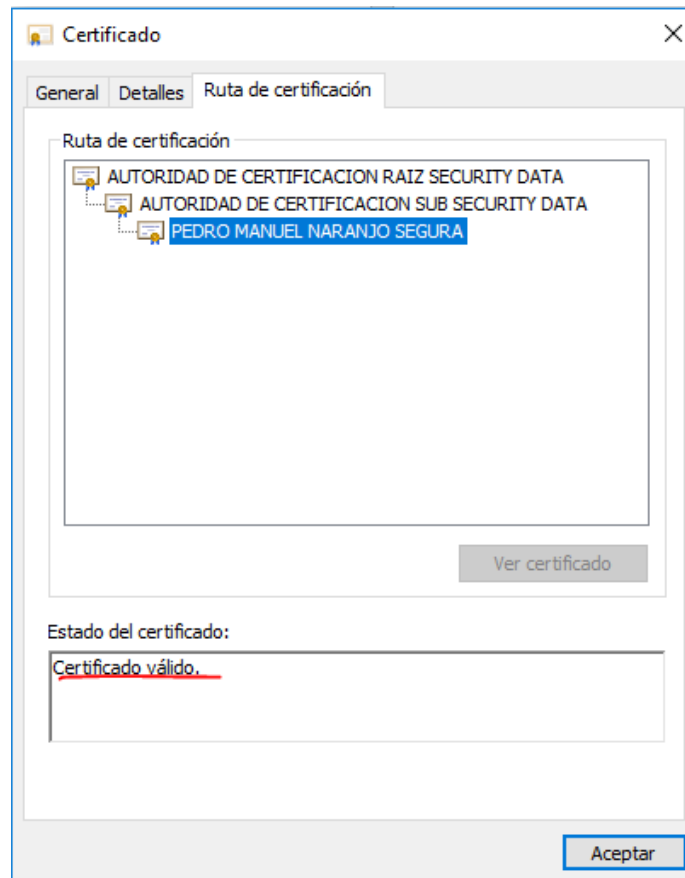 Certificado
General Detalles Ruta de certificación
Ruta de certificación
AUTORIDAD DE CERTIFICACION RAIZ SECURITY DATA
AUTORIDAD DE CERTIFICACION SUB SECURITY DATA
PEDRO MANUEL NARANJO SEGURA
Ver certificado
Estado del certificado:
Certificado válido.
Aceptar